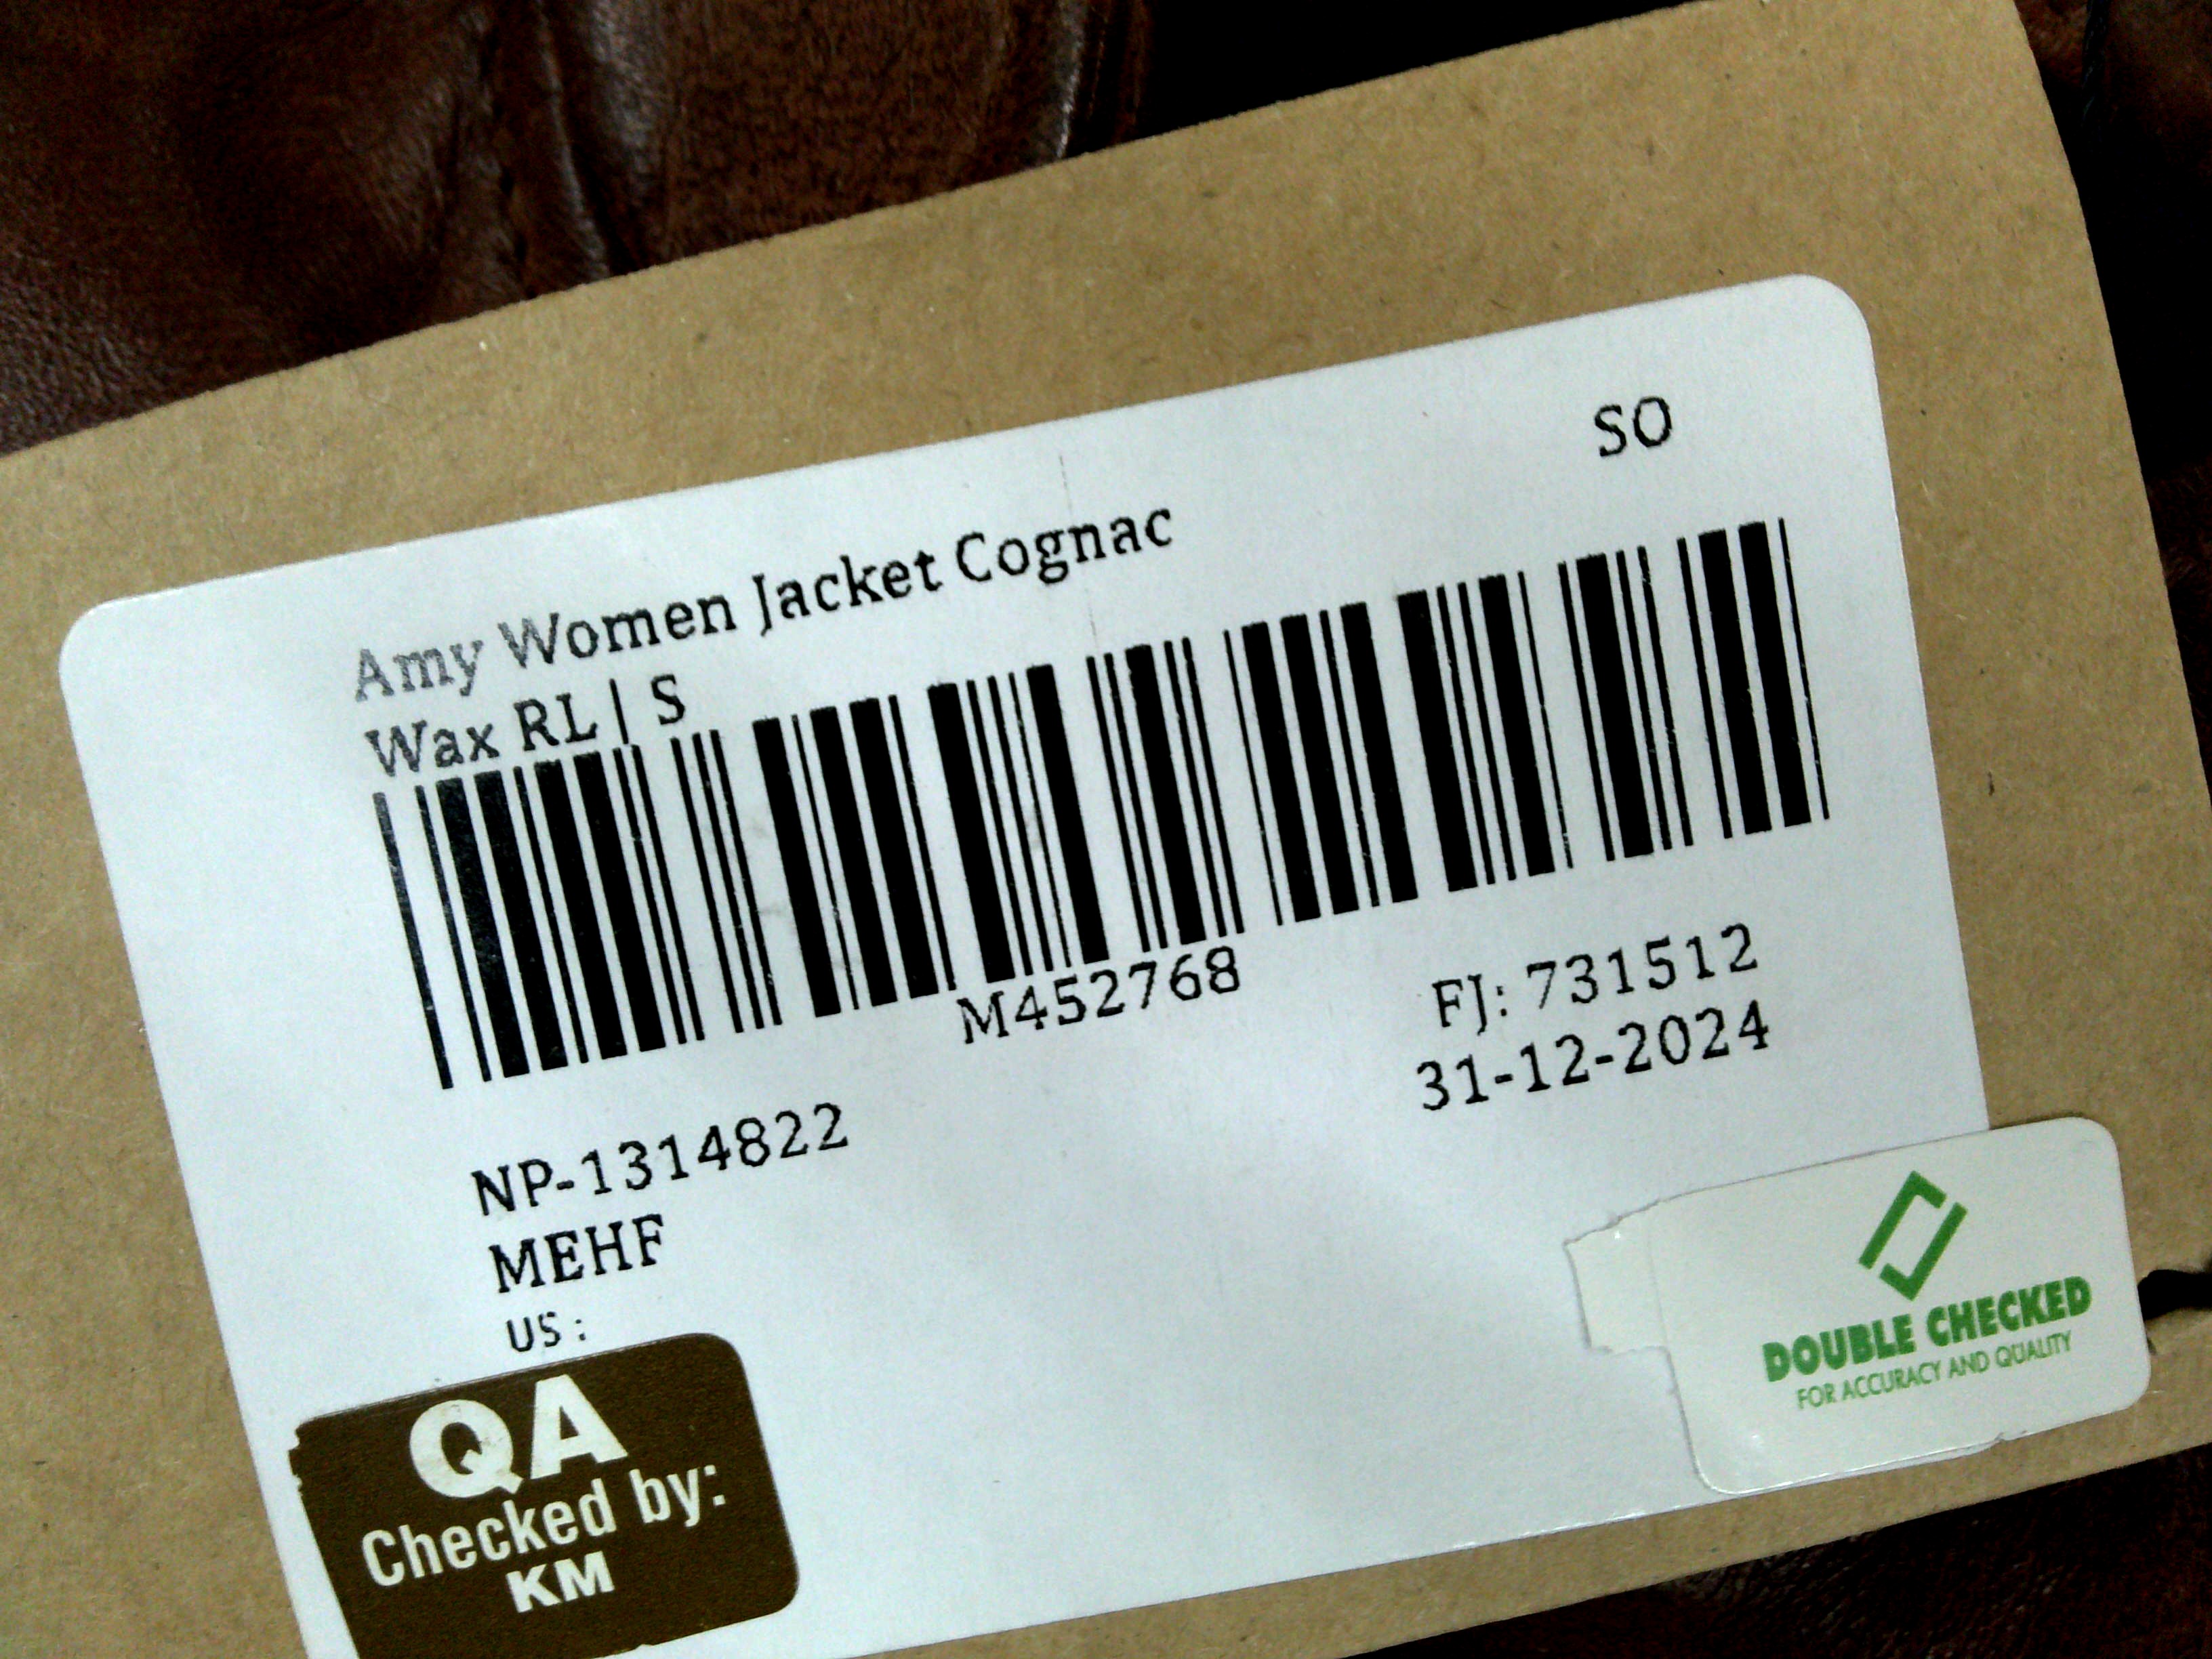 SO
Amy Women Jacket Cognac
Wax RL | S
M452768
FJ: 731512
31-12-2024
NP-1314822
MEHF
US :
QA
Checked by:
KM
DOUBLE CHECKED
FOR ACCURACY AND QUALITY